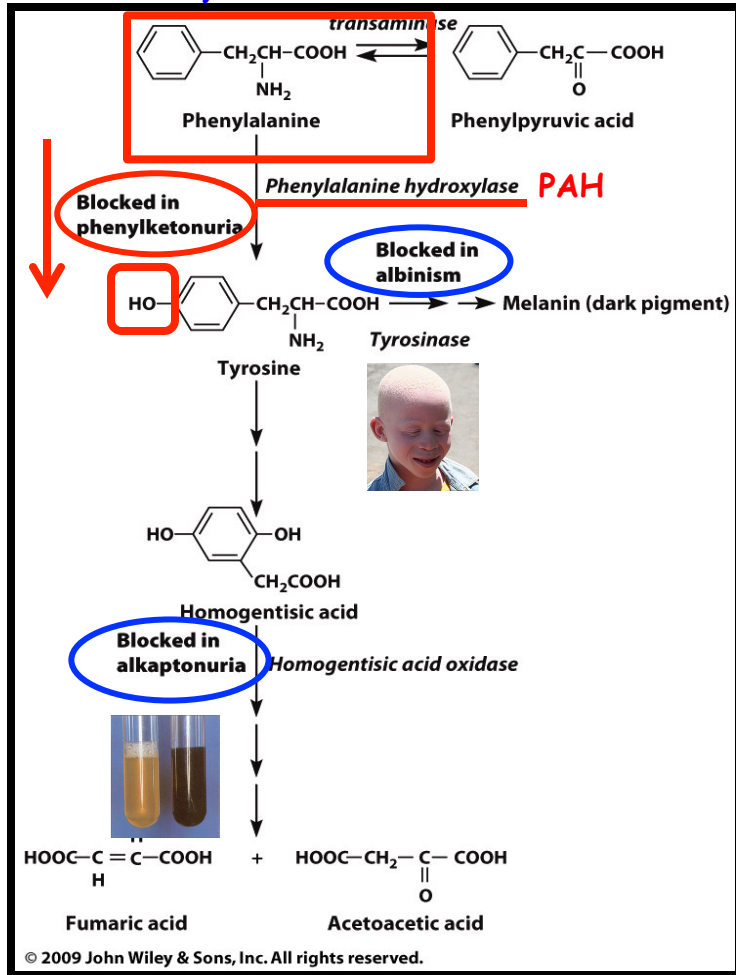 transaminase
CH2CH—COOH
NH2
CH2C—COOH
O
Phenylalanine
Phenylpyruvic acid
Phenylalanine hydroxylase
PAH
Blocked in
phenylketonuria
Blocked in
albinism
HO
CH2CH—COOH
NH2
Melanin (dark pigment)
Tyrosinase
Tyrosine
HO
OH
CH2COOH
Homogentisic acid
Blocked in
alkaptonuria
Homogentisic acid oxidase
H
HOOC—C=C—COOH
H
+
HOOC—CH2—C—COOH
O
Fumaric acid
Acetoacetic acid
© 2009 John Wiley & Sons, Inc. All rights reserved.